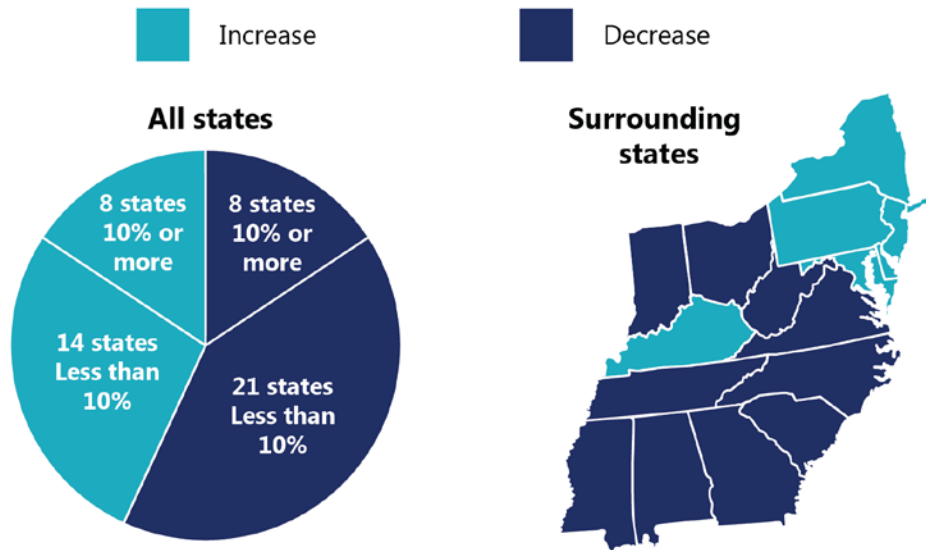 Increase
Decrease
All states
8 states
10% or
more
8 states
10% or
more
14 states
Less than
10%
21 states
Less than
10%
Surrounding
states